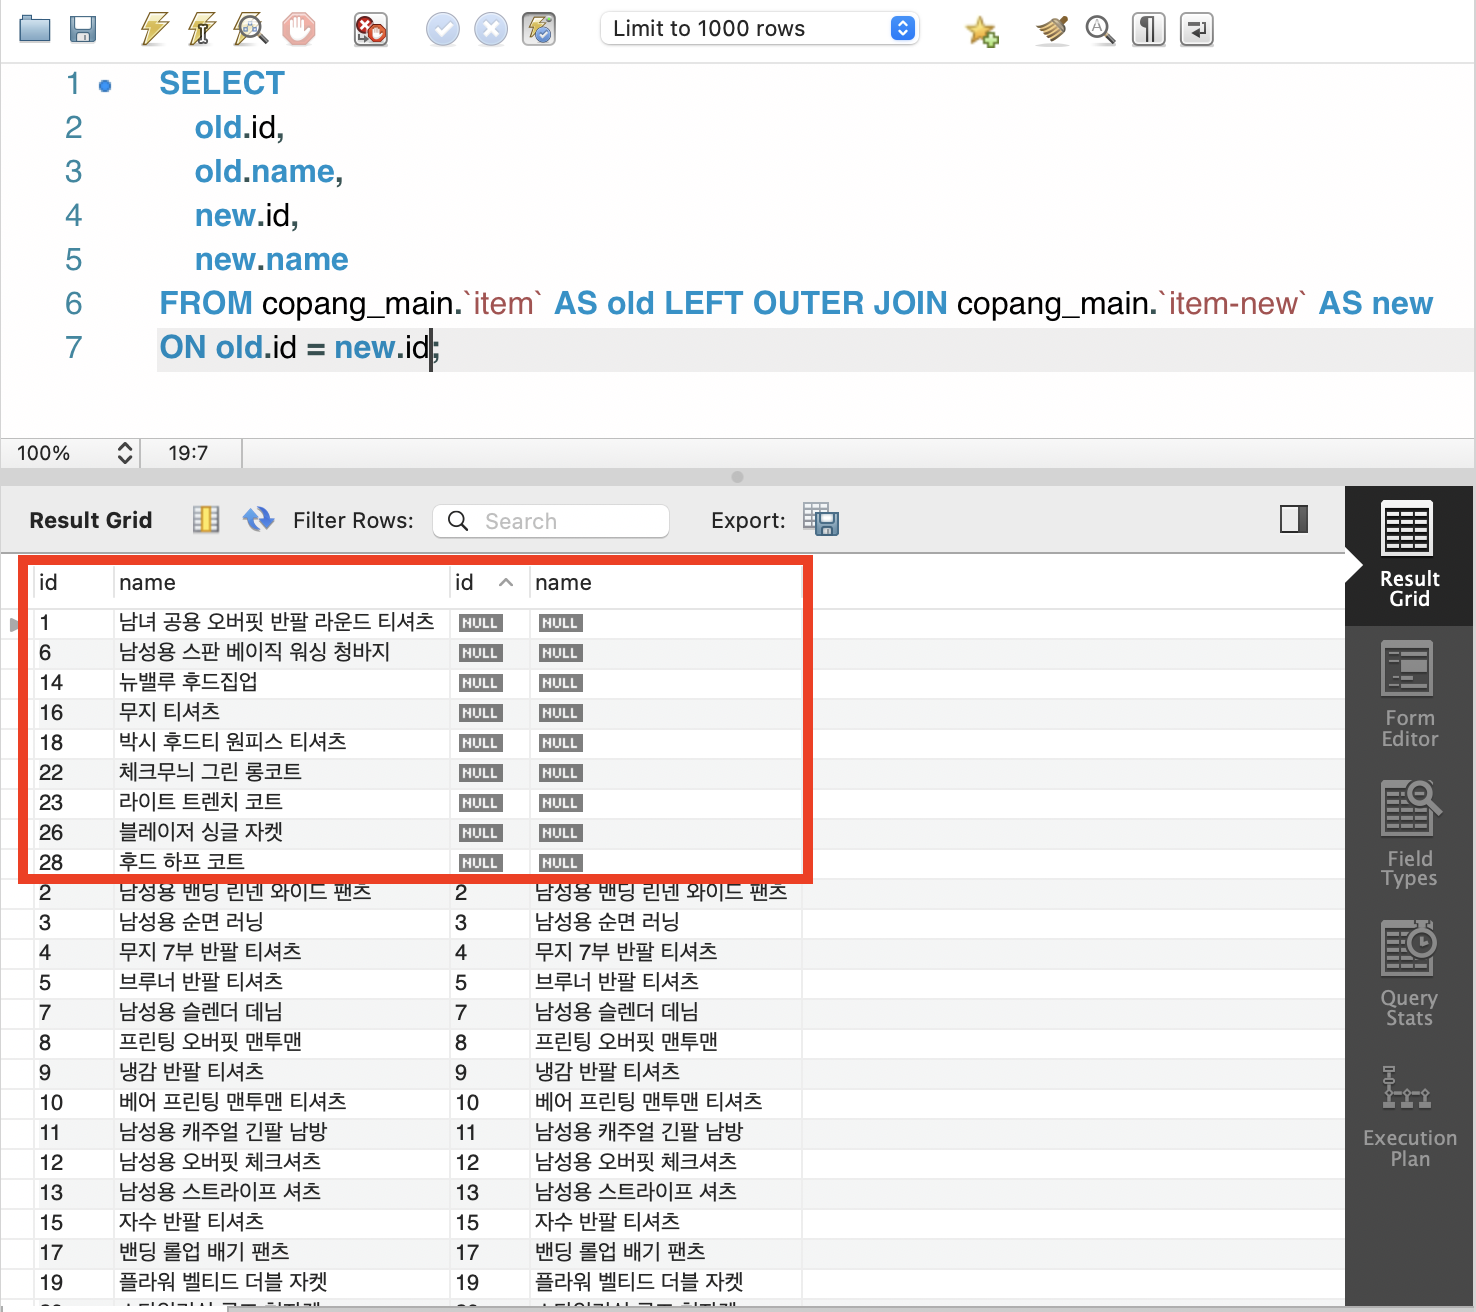 Limit to 1000 rows
1 SELECT
2 old.id,
3 old.name,
4 new.id,
5 new.name
6 FROM copang_main.`item` AS old LEFT OUTER JOIN copang_main.`item-new` AS new
7 ON old.id = new.id;
100% 19:7
Result Grid Filter Rows: Search Export:
id name id name
1 남녀 공용 오버핏 반팔 라운드 티셔츠 NULL NULL
6 남성용 스판 베이직 워싱 청바지 NULL NULL
14 뉴밸루 후드집업 NULL NULL
16 무지 티셔츠 NULL NULL
18 박시 후드티 원피스 티셔츠 NULL NULL
22 체크무늬 그린 롱코트 NULL NULL
23 라이트 트렌치 코트 NULL NULL
26 블레이저 싱글 자켓 NULL NULL
28 후드 하프 코트 NULL NULL
2 남성용 밴딩 린넨 와이드 팬츠 2 남성용 밴딩 린넨 와이드 팬츠
3 남성용 순면 러닝 3 남성용 순면 러닝
4 무지 7부 반팔 티셔츠 4 무지 7부 반팔 티셔츠
5 브루너 반팔 티셔츠 5 브루너 반팔 티셔츠
7 남성용 슬렌더 데님 7 남성용 슬렌더 데님
8 프린팅 오버핏 맨투맨 8 프린팅 오버핏 맨투맨
9 냉감 반팔 티셔츠 9 냉감 반팔 티셔츠
10 베어 프린팅 맨투맨 티셔츠 10 베어 프린팅 맨투맨 티셔츠
11 남성용 캐주얼 긴팔 남방 11 남성용 캐주얼 긴팔 남방
12 남성용 오버핏 체크셔츠 12 남성용 오버핏 체크셔츠
13 남성용 스트라이프 셔츠 13 남성용 스트라이프 셔츠
15 자수 반팔 티셔츠 15 자수 반팔 티셔츠
17 밴딩 롤업 배기 팬츠 17 밴딩 롤업 배기 팬츠
19 플라워 벨티드 더블 자켓 19 플라워 벨티드 더블 자켓
Result
Grid
Form
Editor
Field
Types
Query
Stats
Execution
Plan